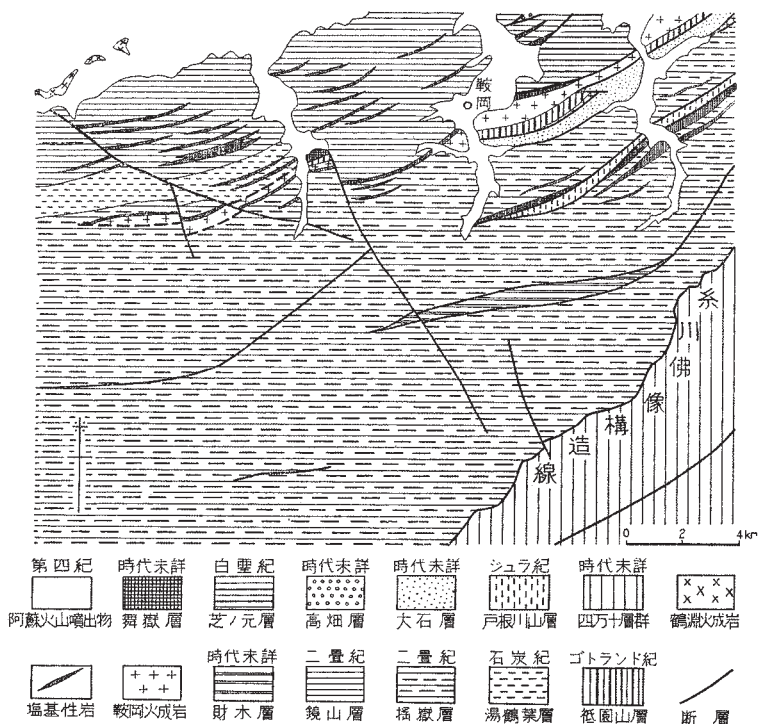 鞍岡
糸川佛像構造線
0 2 4km
第四紀 時代未詳 白堊紀 時代未詳 時代未詳 ジュラ紀 時代未詳
阿蘇火山噴出物 舞嶽層 芝ノ元層 高畑層 大石層 戸根川山層 四万十層群 鶴淵火成岩
時代未詳 二畳紀 二畳紀 石炭紀 ゴトランド紀
塩基性岩 鞍岡火成岩 財木層 鏡山層 揺嶽層 湯鶴葉層 祇園山層 断層